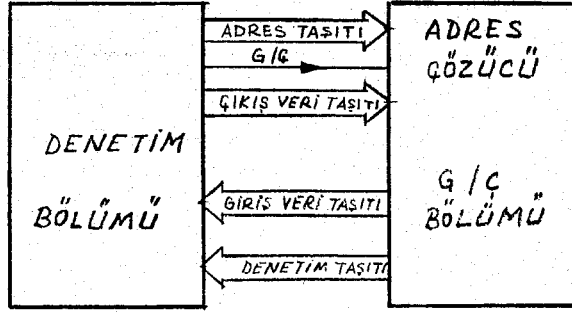 DENETİM
BÖLÜMÜ
ADRES TAŞITI
G/Ç
ÇIKIŞ VERİ TAŞITI
GİRİŞ VERİ TAŞITI
DENETİM TAŞITI
ADRES
ÇÖZÜCÜ
G/Ç
BÖLÜMÜ